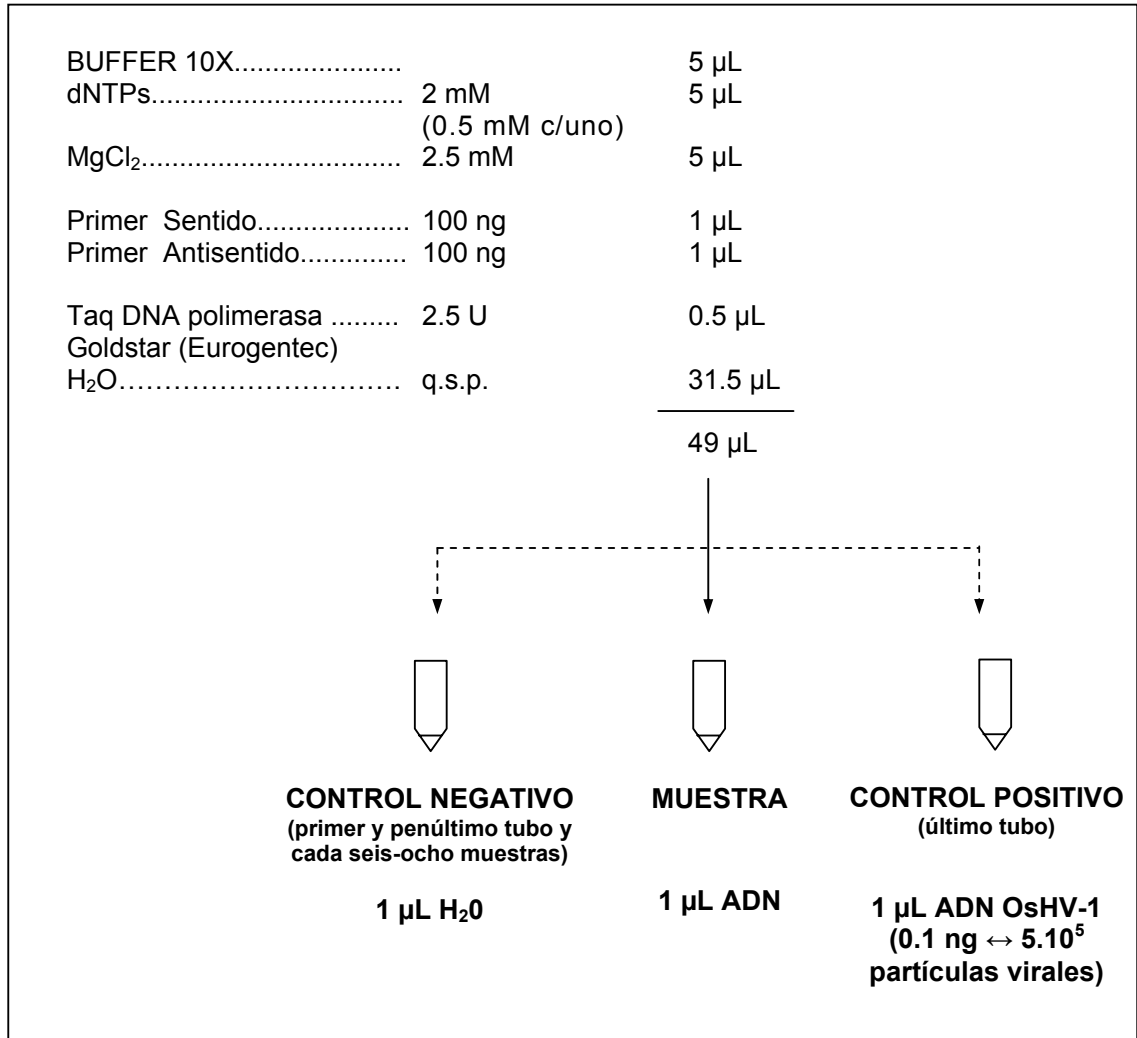 BUFFER 10X...................... 5 µL
dNTPs................................. 2 mM 5 µL
(0.5 mM c/uno)
MgCl₂................................. 2.5 mM 5 µL
Primer Sentido.................... 100 ng 1 µL
Primer Antisentido.............. 100 ng 1 µL
Taq DNA polimerasa ......... 2.5 U 0.5 µL
Goldstar (Eurogentec)
H₂O…………………………. q.s.p. 31.5 µL
49 µL
CONTROL NEGATIVO
(primer y penúltimo tubo y
cada seis-ocho muestras)
1 µL H₂0
MUESTRA
1 µL ADN
CONTROL POSITIVO
(último tubo)
1 µL ADN OsHV-1
(0.1 ng ↔ 5.10⁵
partículas virales)